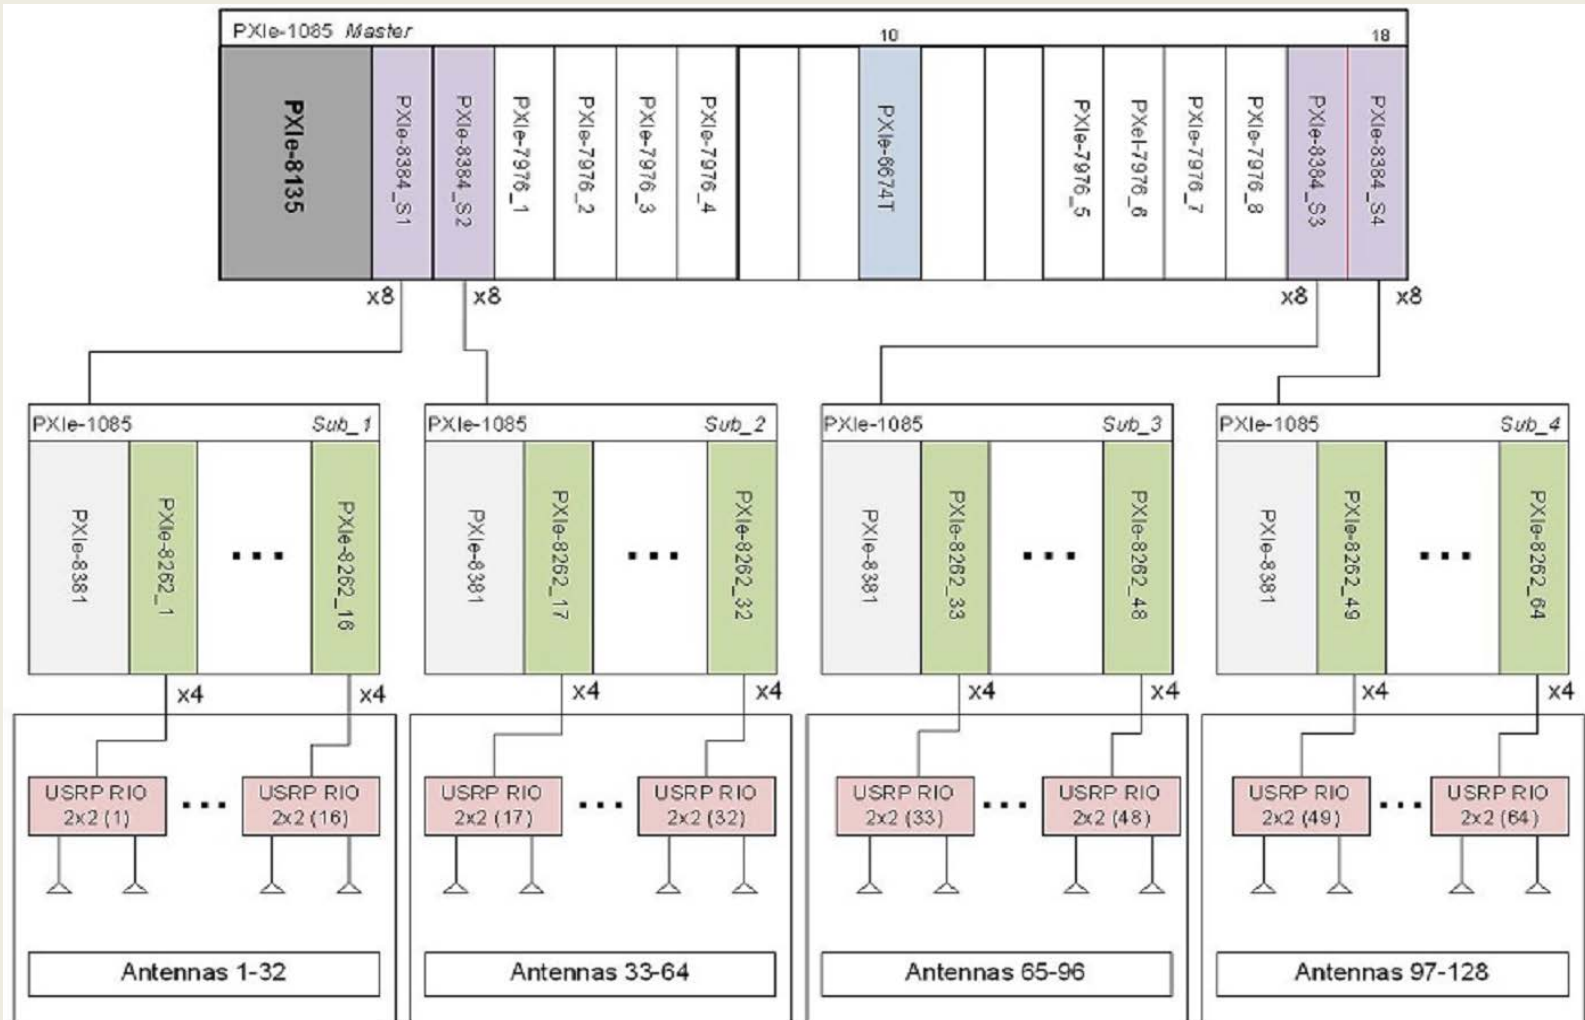 PXIe-1085 Master
10
18
PXIe-8135
PXIe-8384_S1
PXIe-8384_S2
PXIe-7976_1
PXIe-7976_2
PXIe-7976_3
PXIe-7976_4
PXIe-6674T
PXIe-7976_5
PXeI-7976_6
PXIe-7976_7
PXIe-7976_8
PXIe-8384_S3
PXIe-8384_S4
x8
x8
x8
x8
PXIe-1085 Sub_1
PXIe-8381
PXIe-8262_1
...
PXIe-8262_16
x4
x4
PXIe-1085 Sub_2
PXIe-8381
PXIe-8262_17
...
PXIe-8262_32
x4
x4
PXIe-1085 Sub_3
PXIe-8381
PXIe-8262_33
...
PXIe-8262_48
x4
x4
PXIe-1085 Sub_4
PXIe-8381
PXIe-8262_49
...
PXIe-8262_64
x4
x4
USRP RIO
2x2 (1)
...
USRP RIO
2x2 (16)
USRP RIO
2x2 (17)
...
USRP RIO
2x2 (32)
USRP RIO
2x2 (33)
...
USRP RIO
2x2 (48)
USRP RIO
2x2 (49)
...
USRP RIO
2x2 (64)
Antennas 1-32
Antennas 33-64
Antennas 65-96
Antennas 97-128